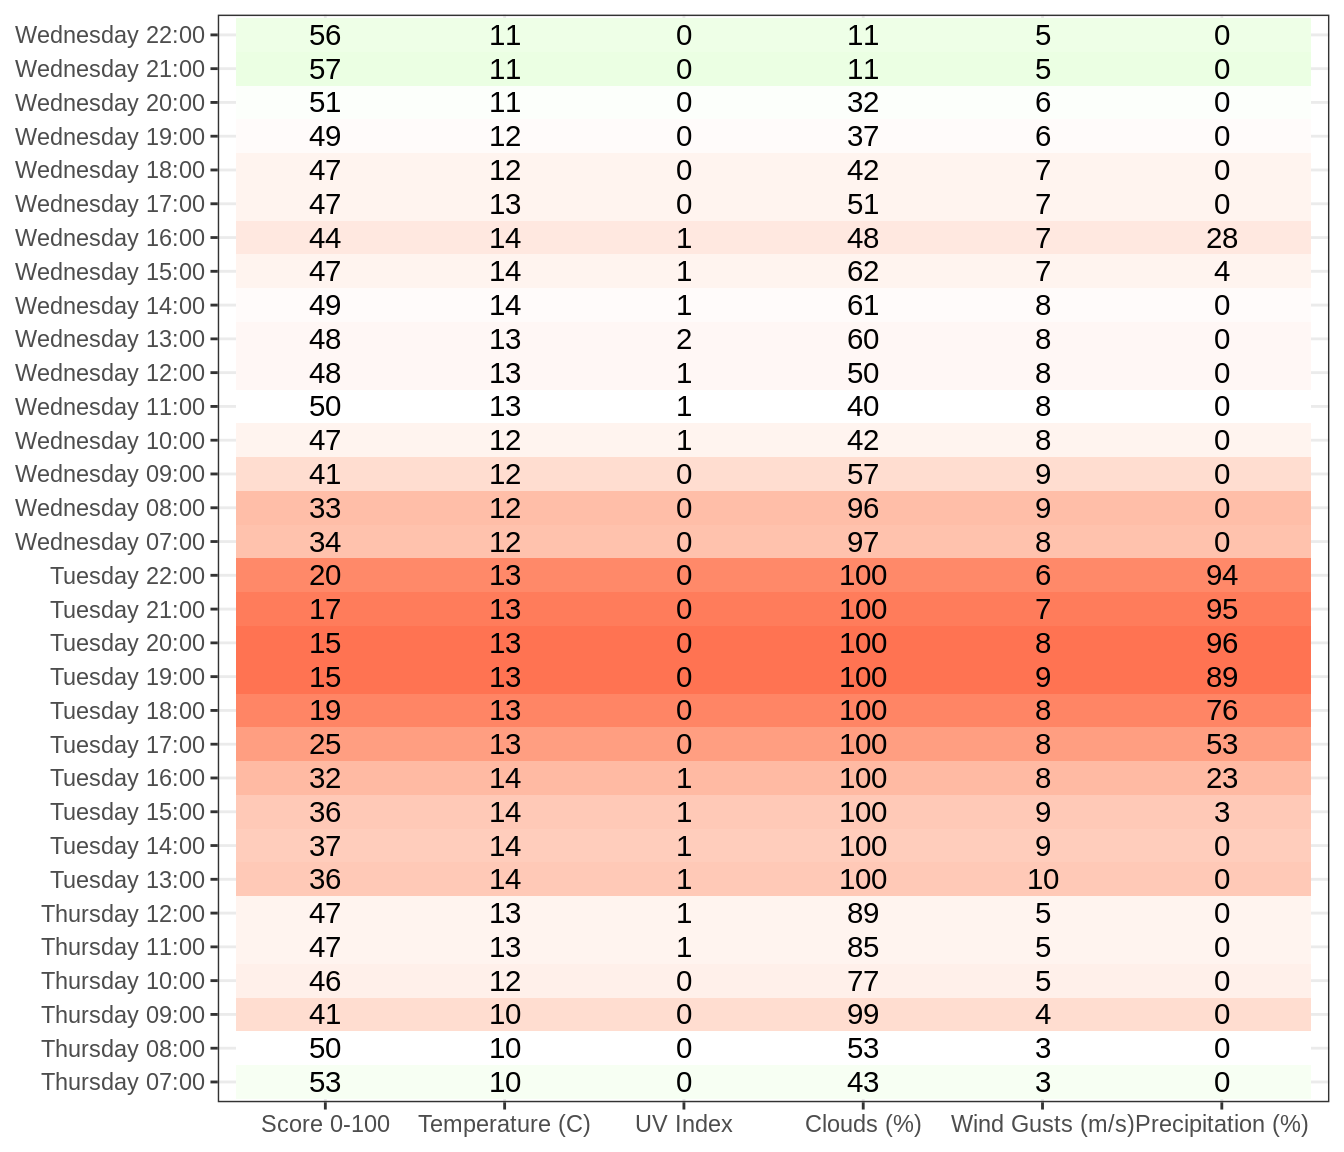 Wednesday 22:00 56 11 0 11 5 0
Wednesday 21:00 57 11 0 11 5 0
Wednesday 20:00 51 11 0 32 6 0
Wednesday 19:00 49 12 0 37 6 0
Wednesday 18:00 47 12 0 42 7 0
Wednesday 17:00 47 13 0 51 7 0
Wednesday 16:00 44 14 1 48 7 28
Wednesday 15:00 47 14 1 62 7 4
Wednesday 14:00 49 14 1 61 8 0
Wednesday 13:00 48 13 2 60 8 0
Wednesday 12:00 48 13 1 50 8 0
Wednesday 11:00 50 13 1 40 8 0
Wednesday 10:00 47 12 1 42 8 0
Wednesday 09:00 41 12 0 57 9 0
Wednesday 08:00 33 12 0 96 9 0
Wednesday 07:00 34 12 0 97 8 0
Tuesday 22:00 20 13 0 100 6 94
Tuesday 21:00 17 13 0 100 7 95
Tuesday 20:00 15 13 0 100 8 96
Tuesday 19:00 15 13 0 100 9 89
Tuesday 18:00 19 13 0 100 8 76
Tuesday 17:00 25 13 0 100 8 53
Tuesday 16:00 32 14 1 100 8 23
Tuesday 15:00 36 14 1 100 9 3
Tuesday 14:00 37 14 1 100 9 0
Tuesday 13:00 36 14 1 100 10 0
Thursday 12:00 47 13 1 89 5 0
Thursday 11:00 47 13 1 85 5 0
Thursday 10:00 46 12 0 77 5 0
Thursday 09:00 41 10 0 99 4 0
Thursday 08:00 50 10 0 53 3 0
Thursday 07:00 53 10 0 43 3 0
Score 0-100 Temperature (C) UV Index Clouds (%) Wind Gusts (m/s) Precipitation (%)